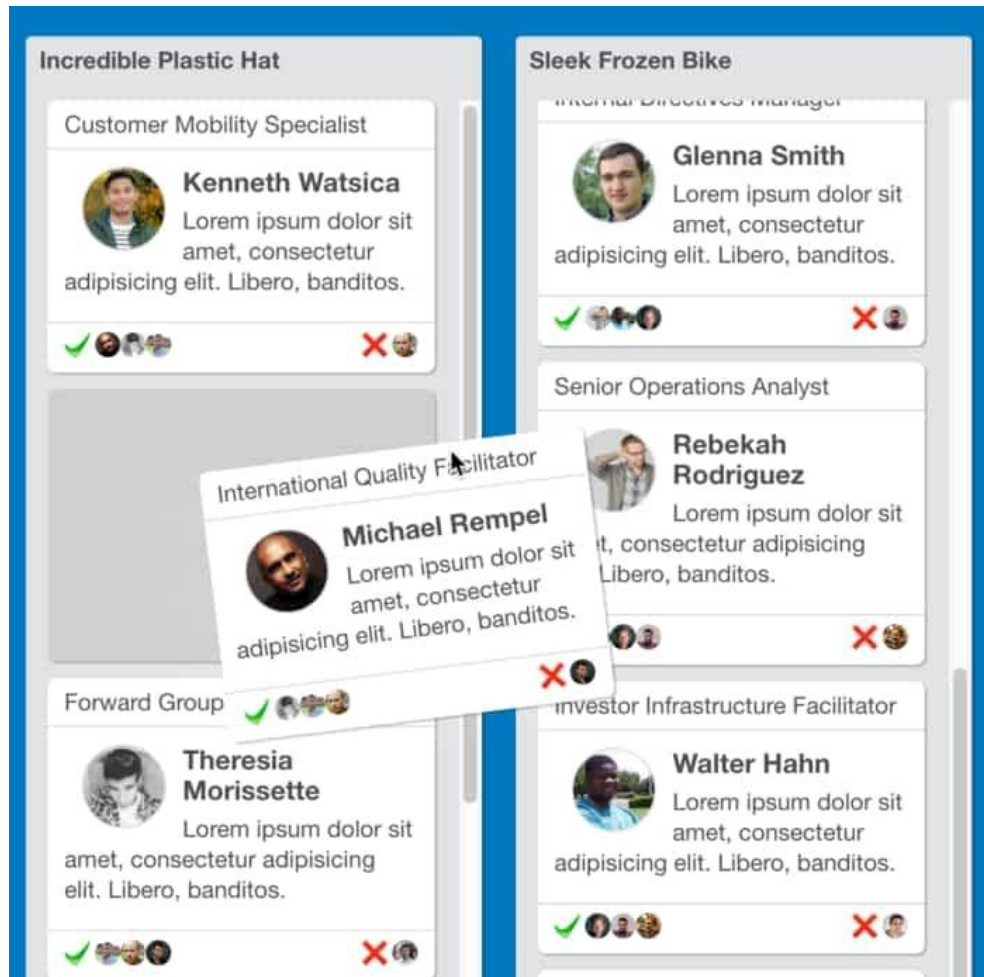 Incredible Plastic Hat
Customer Mobility Specialist
Kenneth Watsica
Lorem ipsum dolor sit
amet, consectetur
adipisicing elit. Libero, banditos.
International Quality Facilitator
Michael Rempel
Lorem ipsum dolor sit
amet, consectetur
adipisicing elit. Libero, banditos.
Forward Group
Theresia
Morissette
Lorem ipsum dolor sit
amet, consectetur adipisicing
elit. Libero, banditos.
Sleek Frozen Bike
Internal Directives Manager
Glenna Smith
Lorem ipsum dolor sit
amet, consectetur
adipisicing elit. Libero, banditos.
Senior Operations Analyst
Rebekah
Rodriguez
Lorem ipsum dolor sit
consectetur adipisicing
Libero, banditos.
Investor Infrastructure Facilitator
Walter Hahn
Lorem ipsum dolor sit
amet, consectetur
adipisicing elit. Libero, banditos.